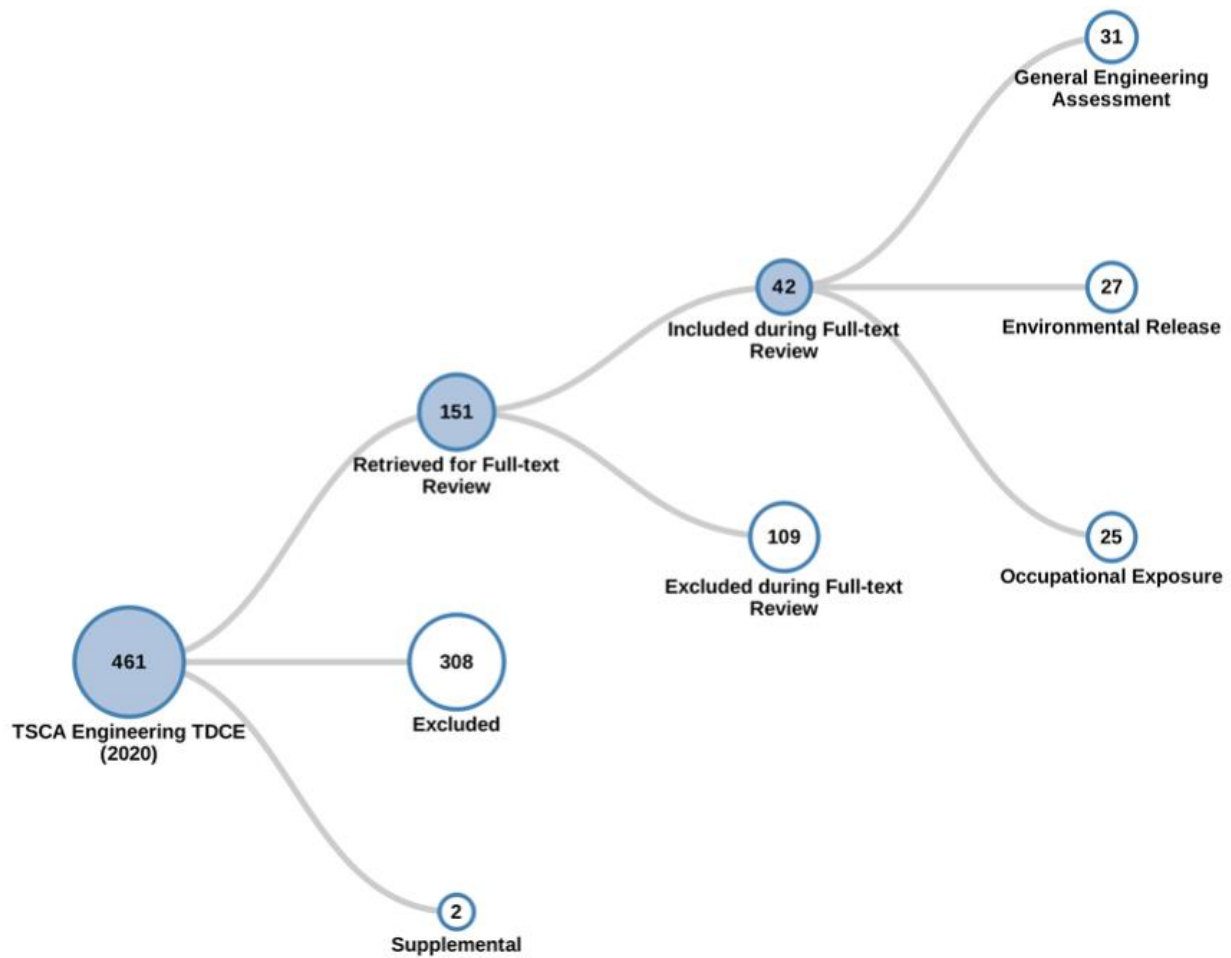 31
General Engineering
Assessment
42
Included during Full-text
Review
27
Environmental Release
151
Retrieved for Full-text
Review
109
Excluded during Full-text
Review
25
Occupational Exposure
461
TSCA Engineering TDCE
(2020)
308
Excluded
2
Supplemental